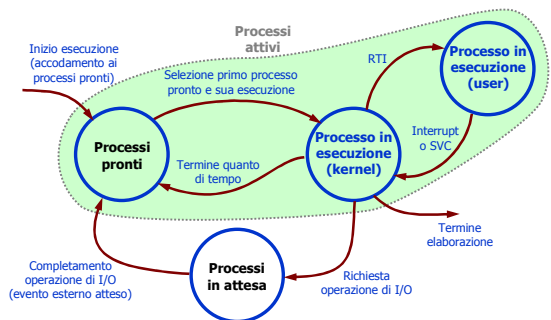 Processi
attivi
Inizio esecuzione
(accodamento ai
processi pronti)
Selezione primo processo
pronto e sua esecuzione
RTI
Processo in
esecuzione
(user)
Processi
pronti
Processo in
esecuzione
(kernel)
Interrupt
o SVC
Termine quanto
di tempo
Termine
elaborazione
Completamento
operazione di I/O
(evento esterno atteso)
Processi
in attesa
Richiesta
operazione di I/O